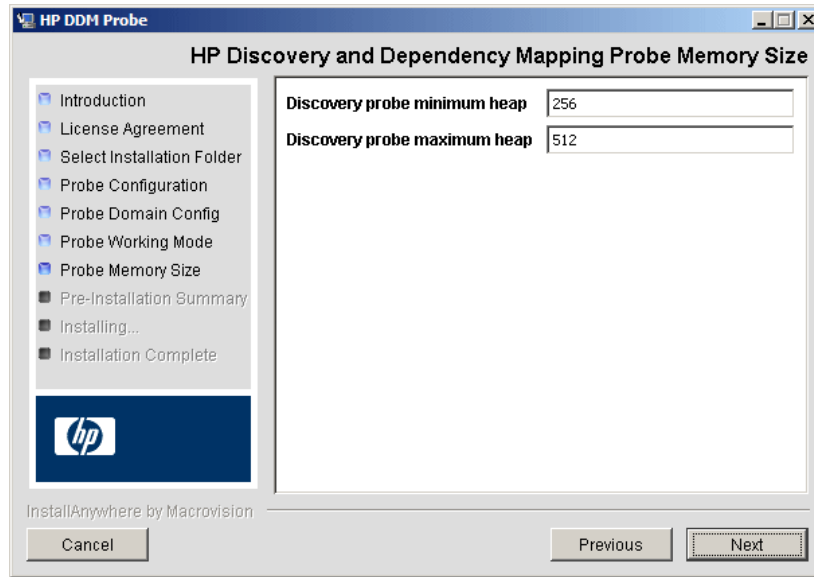 HP DDM Probe
HP Discovery and Dependency Mapping Probe Memory Size
Introduction
License Agreement
Select Installation Folder
Probe Configuration
Probe Domain Config
Probe Working Mode
Probe Memory Size
Pre-Installation Summary
Installing...
Installation Complete
Discovery probe minimum heap 256
Discovery probe maximum heap 512
hp
InstallAnywhere by Macrovision
Cancel Previous Next